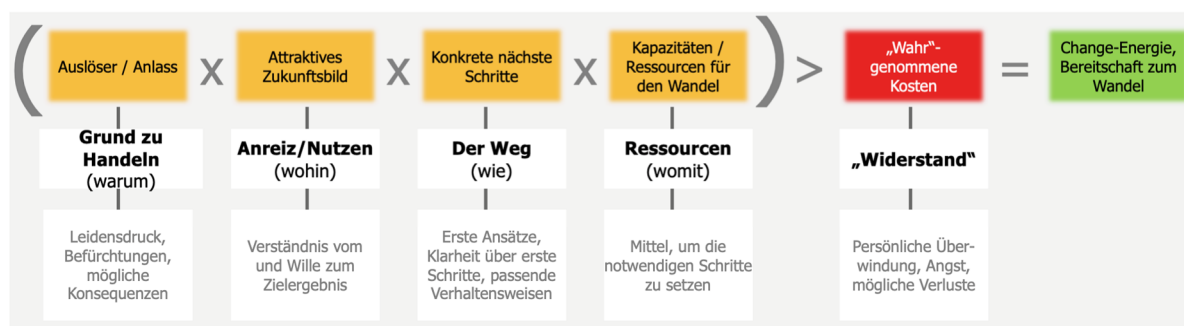 (
Auslöser / Anlass
x
Attraktives
Zukunftsbild
x
Konkrete nächste
Schritte
x
Kapazitäten /
Ressourcen für
den Wandel
)
>
„Wahr“-
genommene
Kosten
=
Change-Energie,
Bereitschaft zum
Wandel
Grund zu
Handeln
(warum)
Anreiz/Nutzen
(wohin)
Der Weg
(wie)
Ressourcen
(womit)
„Widerstand“
Leidensdruck,
Befürchtungen,
mögliche
Konsequenzen
Verständnis vom
und Wille zum
Zielergebnis
Erste Ansätze,
Klarheit über erste
Schritte, passende
Verhaltensweisen
Mittel, um die
notwendigen Schritte
zu setzen
Persönliche Über-
windung, Angst,
mögliche Verluste